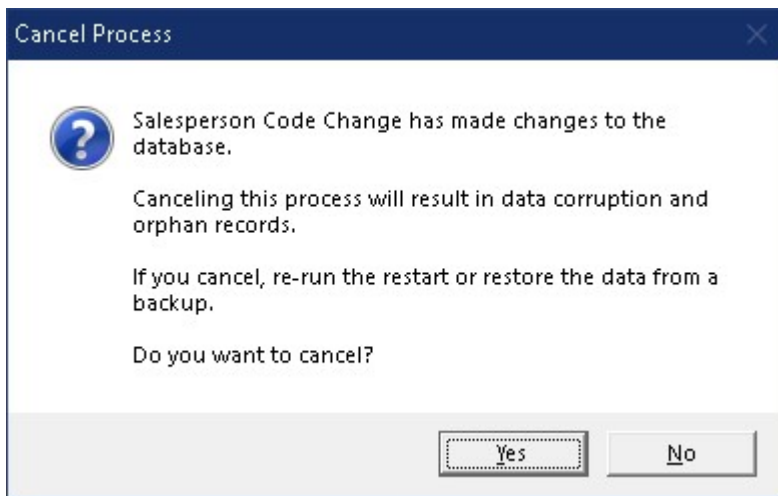 Cancel Process
Salesperson Code Change has made changes to the
database.
Canceling this process will result in data corruption and
orphan records.
If you cancel, re-run the restart or restore the data from a
backup.
Do you want to cancel?
Yes
No